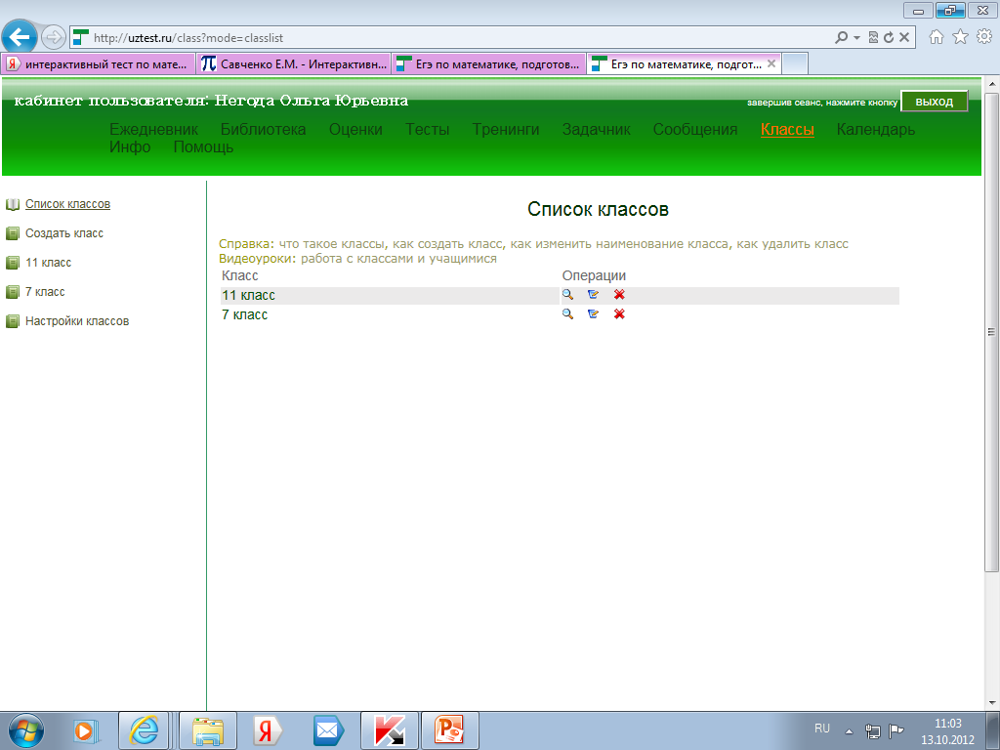 http://uztest.ru/class?mode=classlist
интерактивный тест по мате...
Савченко Е.М. - Интерактивн...
Егэ по математике, подготов...
Егэ по математике, подгот...
кабинет пользователя: Негода Ольга Юрьевна
завершив сеанс, нажмите кнопку
выход
Ежедневник Библиотека Оценки Тесты Тренинги Задачник Сообщения Классы Календарь
Инфо Помощь
Список классов
Создать класс
11 класс
7 класс
Настройки классов
Список классов
Справка: что такое классы, как создать класс, как изменить наименование класса, как удалить класс
Видеоуроки: работа с классами и учащимися
Класс Операции
11 класс
7 класс
RU
11:03
13.10.2012